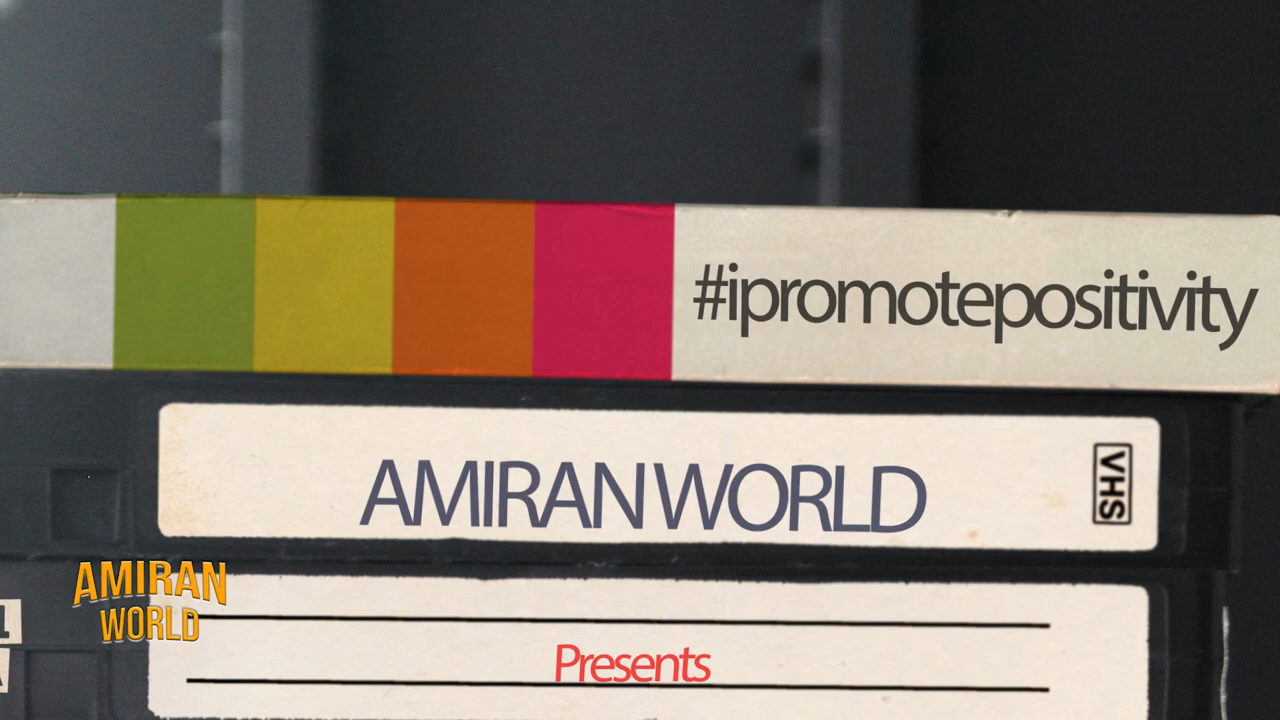 #ipromotepositivity
AMIRAN WORLD
VHS
AMIRAN
WORLD
Presents